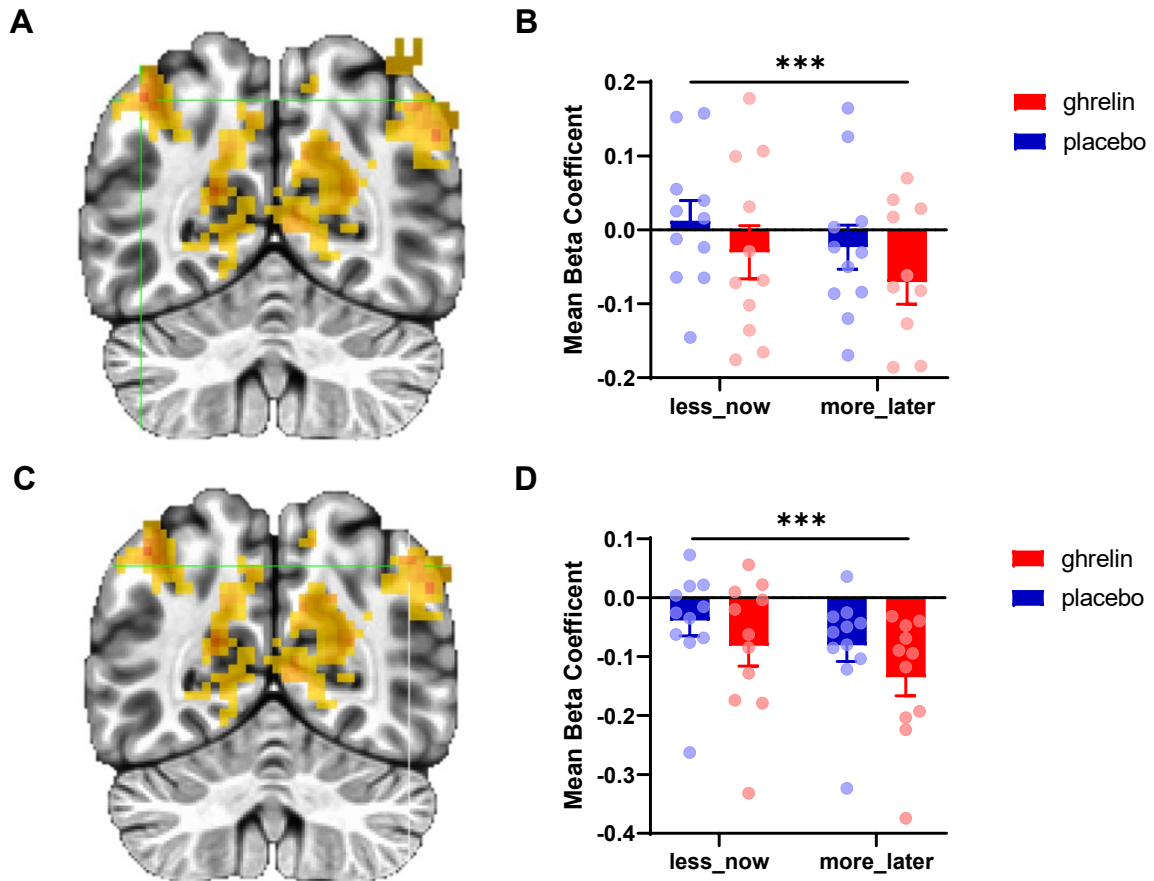 A
B
***
0.2
0.1
0.0
-0.1
-0.2
Mean Beta Coefficent
less_now more_later
ghrelin
placebo
C
D
***
0.1
0.0
-0.1
-0.2
-0.3
-0.4
Mean Beta Coefficent
less_now more_later
ghrelin
placebo